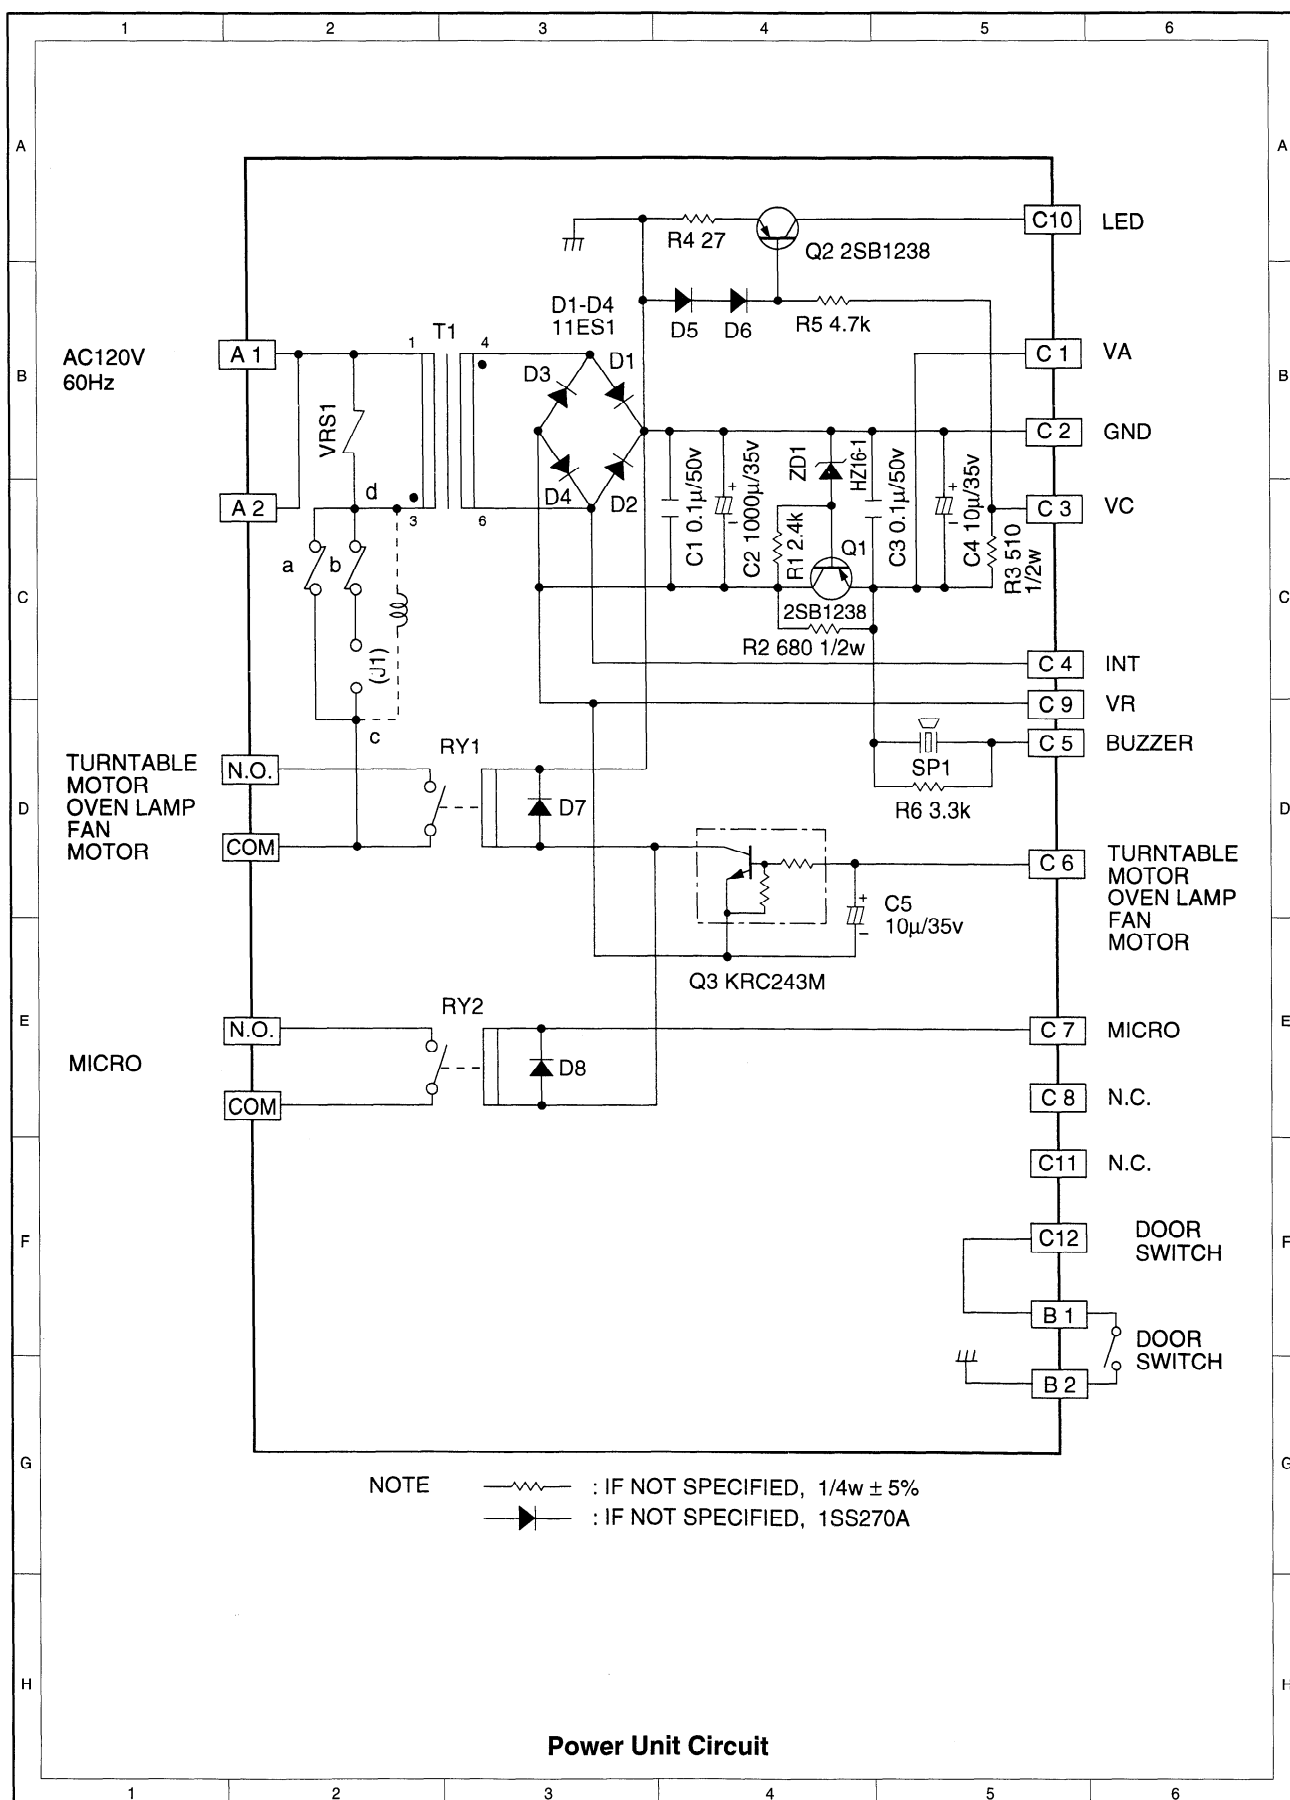 1 2 3 4 5 6
A A
C10 LED
R4 27
Q2 2SB1238
D1-D4
11ES1
D5 D6 R5 4.7k
T1
AC120V
60Hz
A 1
1 4
D3 D1
C 1 VA
B B
VRS1
C 2 GND
C1 0.1µ/50v
+
-
C2 1000µ/35v
ZD1
HZ16-1
C3 0.1µ/50v
+
-
C4 10µ/35v
A 2
d
3 6
D4 D2
C 3 VC
R1 2.4k
Q1
R3 510
1/2w
a b
C C
2SB1238
R2 680 1/2w
(J1)
C 4 INT
C 9 VR
c
RY1
C 5 BUZZER
SP1
R6 3.3k
TURNTABLE
MOTOR
OVEN LAMP
FAN
MOTOR
N.O.
COM
D7
D D
C 6
TURNTABLE
MOTOR
OVEN LAMP
FAN
MOTOR
+
-
C5
10µ/35v
Q3 KRC243M
RY2
E E
N.O.
C 7 MICRO
MICRO
D8
COM
C 8 N.C.
C11 N.C.
F F
C12
DOOR
SWITCH
B 1
DOOR
SWITCH
B 2
G G
NOTE : IF NOT SPECIFIED, 1/4w ± 5%
: IF NOT SPECIFIED, 1SS270A
H H
Power Unit Circuit
1 2 3 4 5 6